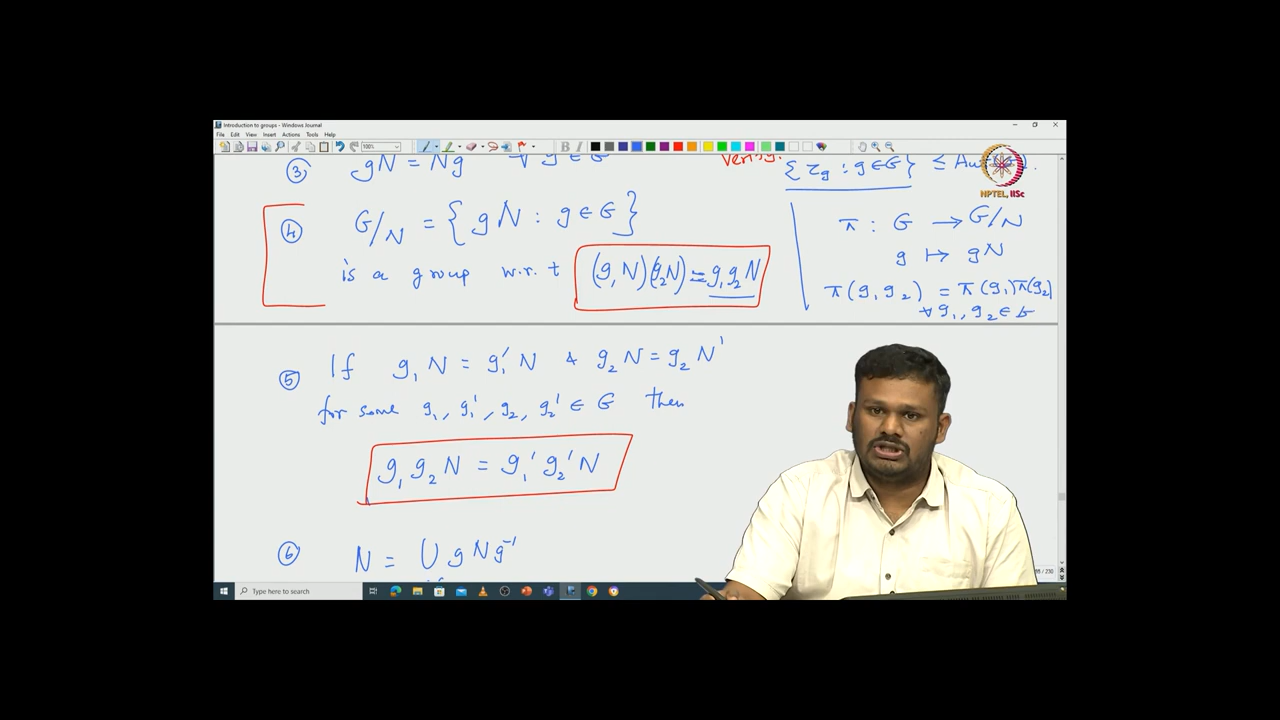 Introduction to groups - Windows Journal
File Edit View Insert Actions Tools Help
100%
③ gN = Ng ∀ g ∈ G
Verify.
{τg : g ∈ G} ≤ Aut
NPTEL, IISc
④ G/N = { gN : g ∈ G }
is a group w.r.t (g₁N)(g₂N) = g₁g₂N
π : G → G/N
g ↦ gN
π(g₁g₂) = π(g₁)π(g₂)
∀ g₁, g₂ ∈ G
⑤ If g₁N = g₁'N & g₂N = g₂N'
for some g₁, g₁', g₂, g₂' ∈ G then
g₁g₂N = g₁'g₂'N
⑥ N = ∪ gNg⁻¹
Type here to search